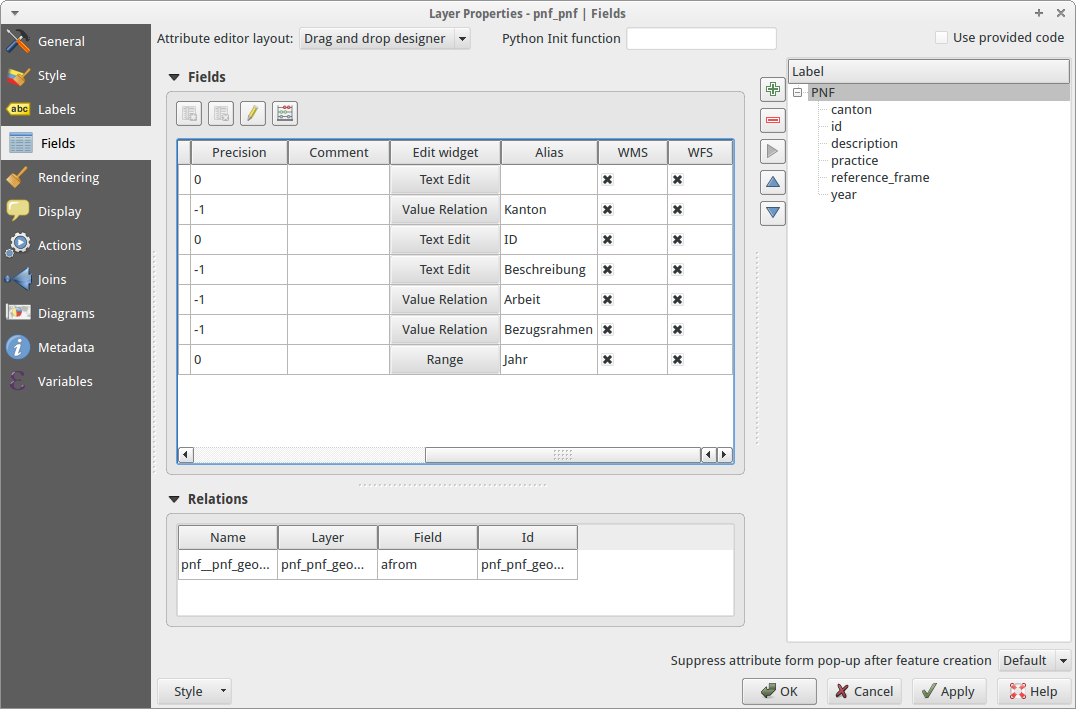 Layer Properties - pnf_pnf | Fields
General
Style
abc Labels
Fields
Rendering
Display
Actions
Joins
Diagrams
Metadata
Variables
Attribute editor layout: Drag and drop designer Python Init function Use provided code
Fields
Precision Comment Edit widget Alias WMS WFS
0 Text Edit
-1 Value Relation Kanton
0 Text Edit ID
-1 Text Edit Beschreibung
-1 Value Relation Arbeit
-1 Value Relation Bezugsrahmen
0 Range Jahr
Relations
Name Layer Field Id
pnf__pnf_geo... pnf_pnf_geo... afrom pnf_pnf_geo...
Label
PNF
canton
id
description
practice
reference_frame
year
Suppress attribute form pop-up after feature creation Default
Style OK Cancel Apply Help